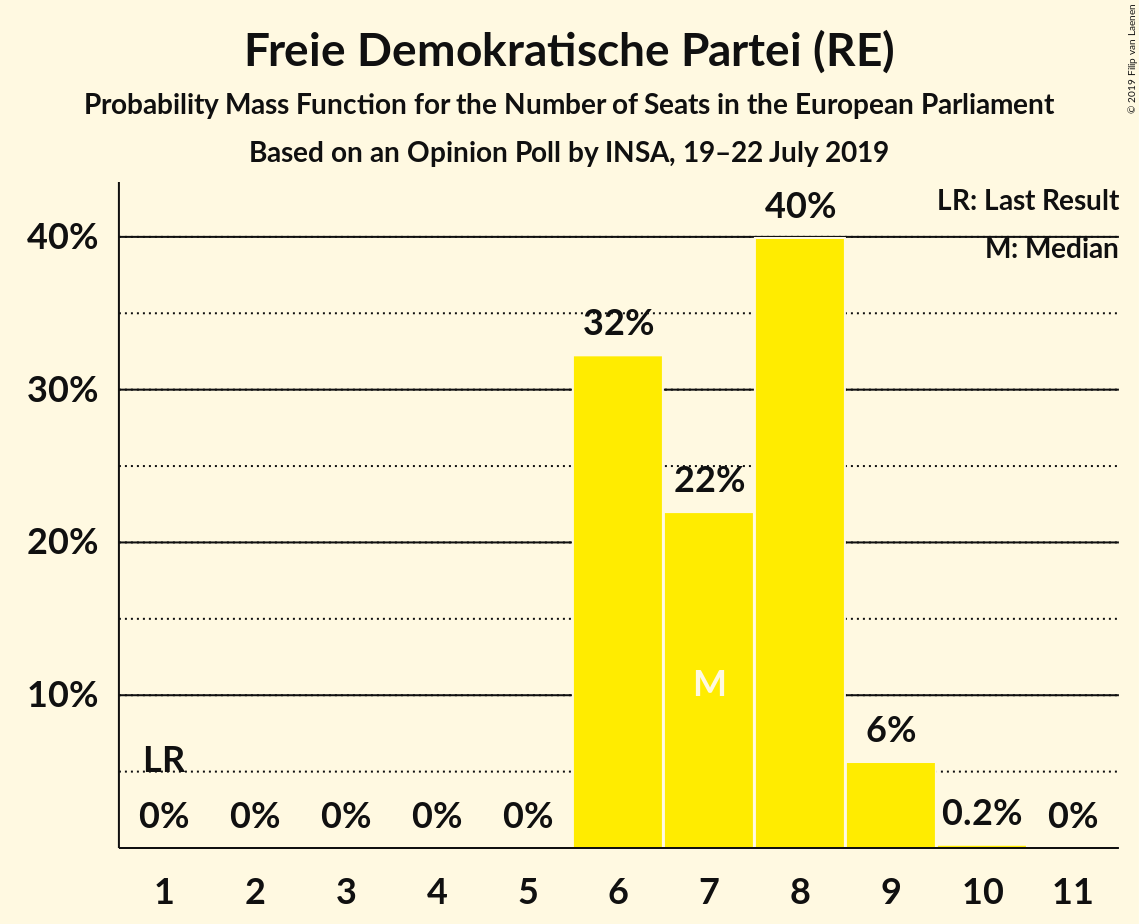 Freie Demokratische Partei (RE)
Probability Mass Function for the Number of Seats in the European Parliament
Based on an Opinion Poll by INSA, 19–22 July 2019
© 2019 Filip van Laenen
LR: Last Result
M: Median
40%
30%
20%
10%
LR
0%
0%
0%
0%
0%
32%
22%
M
40%
6%
0.2%
0%
1 2 3 4 5 6 7 8 9 10 11